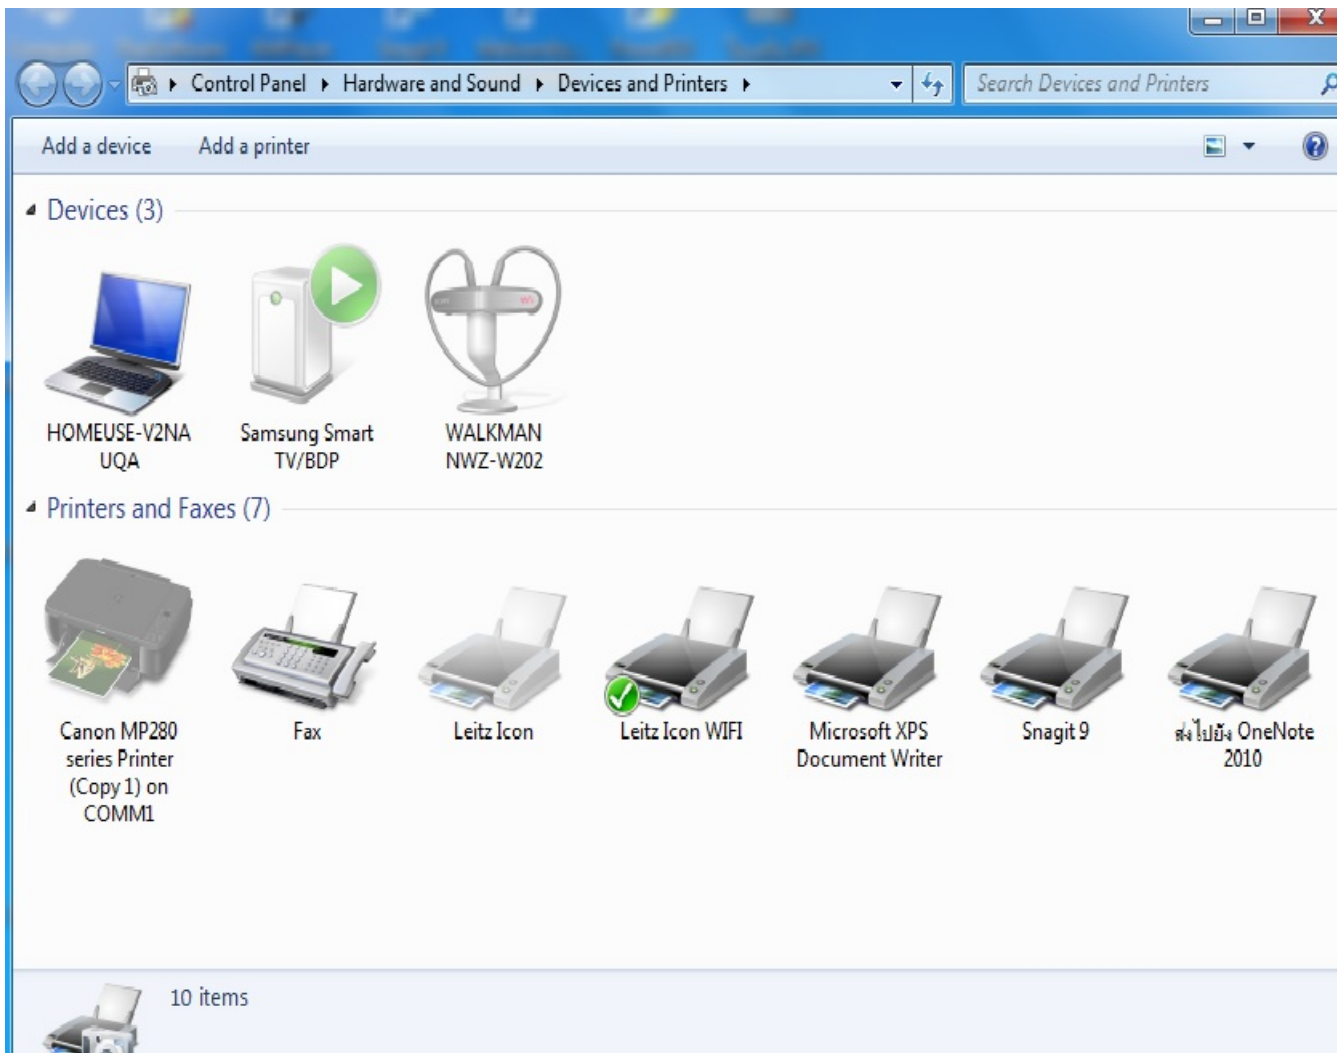 Control Panel Hardware and Sound Devices and Printers
Search Devices and Printers
Add a device Add a printer
Devices (3)
HOMEUSE-V2NA
UQA
Samsung Smart
TV/BDP
WALKMAN
NWZ-W202
Printers and Faxes (7)
Canon MP280
series Printer
(Copy 1) on
COMM1
Fax
Leitz Icon
Leitz Icon WIFI
Microsoft XPS
Document Writer
Snagit 9
ส่งไปยัง OneNote
2010
10 items